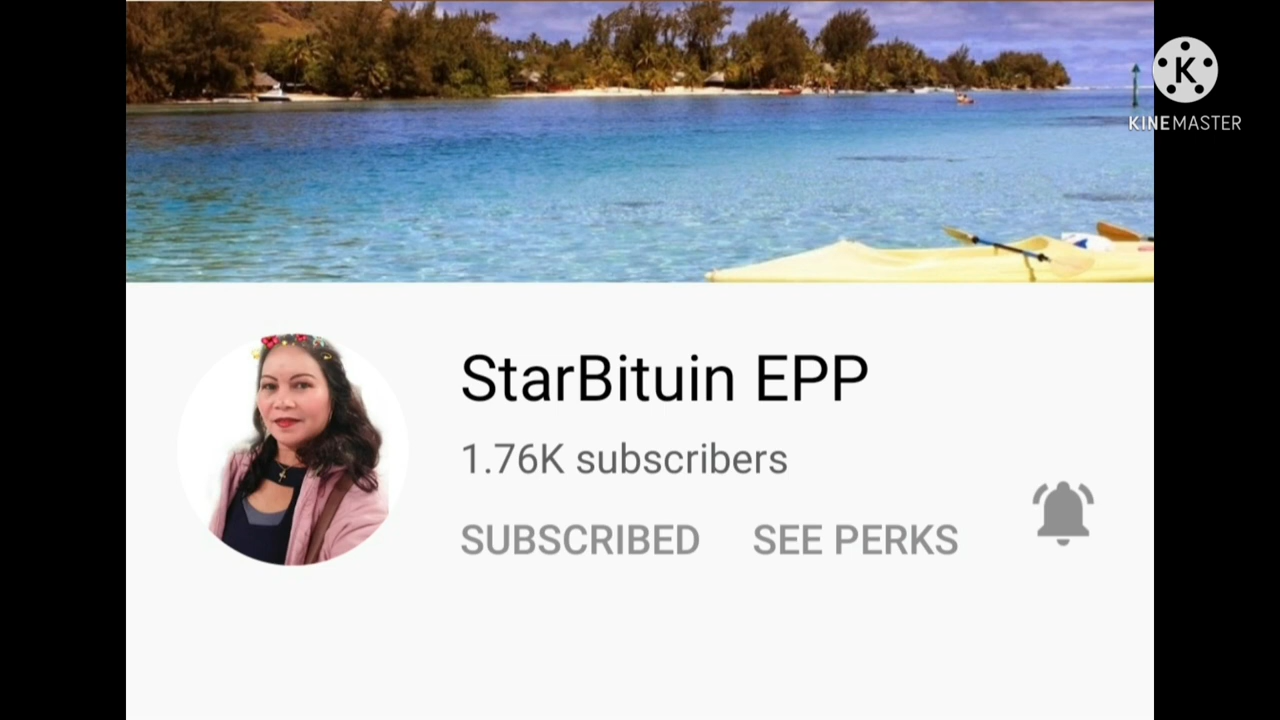 K
KINEMASTER
StarBituin EPP
1.76K subscribers
SUBSCRIBED SEE PERKS